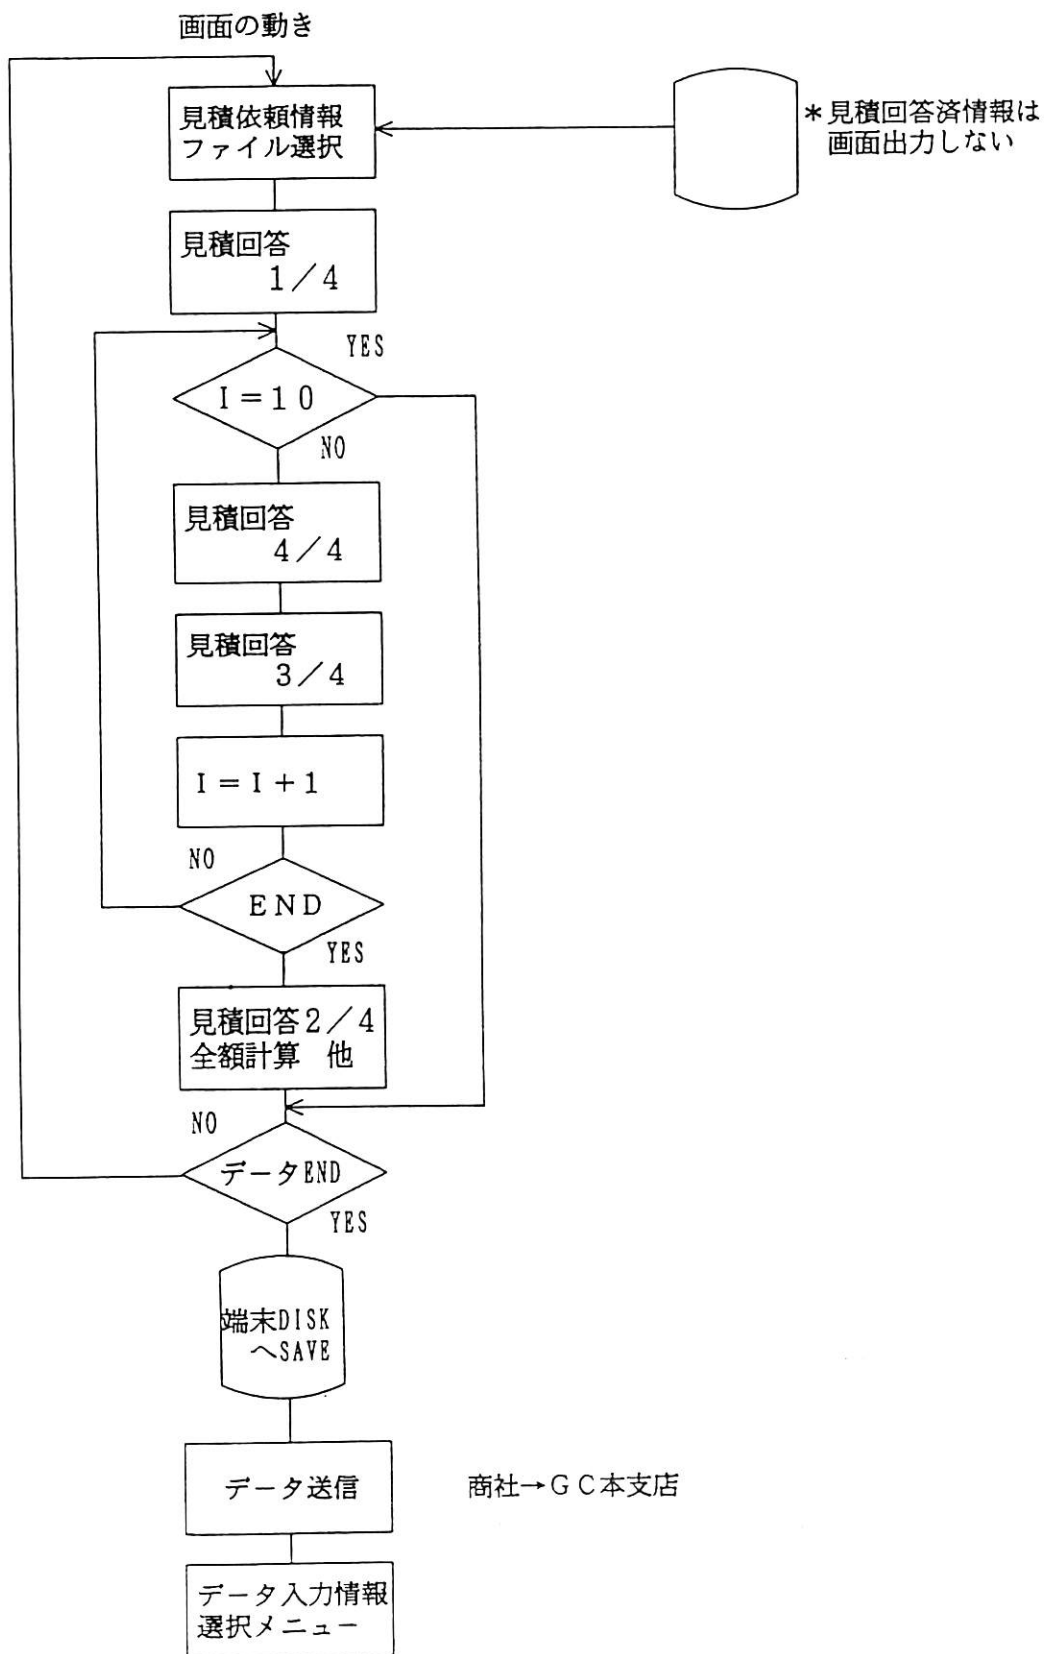 画面の動き
見積依頼情報
ファイル選択
＊見積回答済情報は
画面出力しない
見積回答
1／4
YES
I＝10
NO
見積回答
4／4
見積回答
3／4
I＝I＋1
NO
END
YES
見積回答2／4
全額計算　他
NO
データEND
YES
端末DISK
へSAVE
データ送信
商社→GC本支店
データ入力情報
選択メニュー